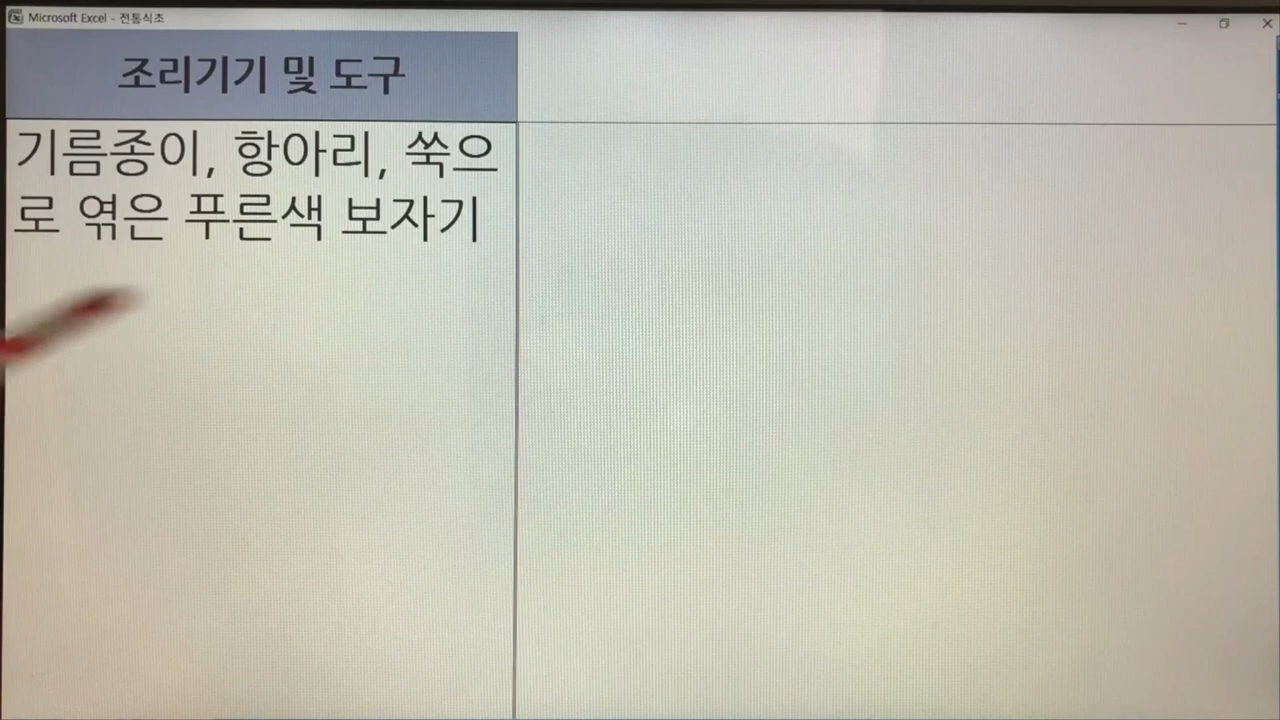 Microsoft Excel - 전통식초
조리기기 및 도구
기름종이, 항아리, 쑥으
로 엮은 푸른색 보자기